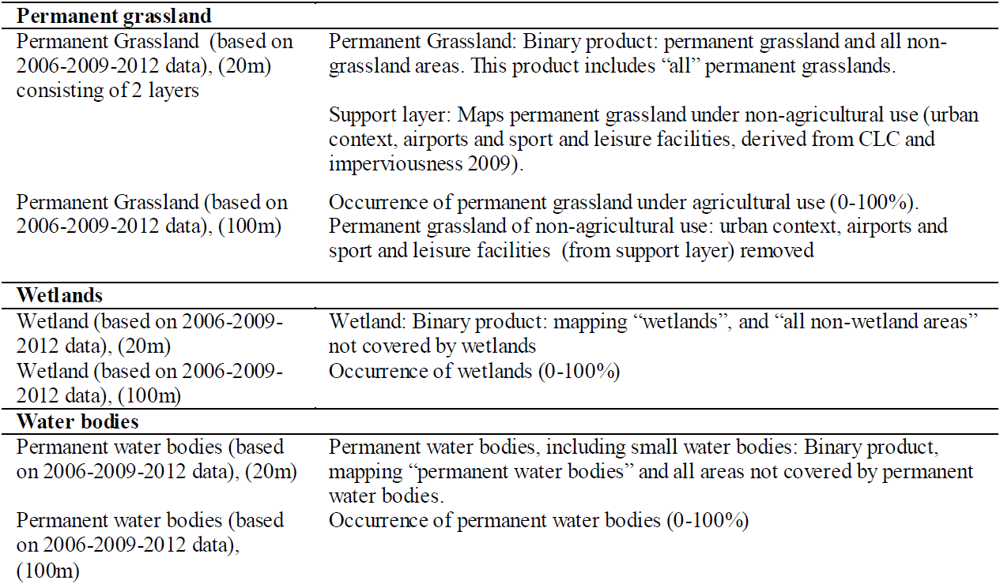 Permanent grassland
Permanent Grassland (based on
2006-2009-2012 data), (20m)
consisting of 2 layers
Permanent Grassland: Binary product: permanent grassland and all non-
grassland areas. This product includes “all” permanent grasslands.
Support layer: Maps permanent grassland under non-agricultural use (urban
context, airports and sport and leisure facilities, derived from CLC and
imperviousness 2009).
Permanent Grassland (based on
2006-2009-2012 data), (100m)
Occurrence of permanent grassland under agricultural use (0-100%).
Permanent grassland of non-agricultural use: urban context, airports and
sport and leisure facilities (from support layer) removed
Wetlands
Wetland (based on 2006-2009-
2012 data), (20m)
Wetland: Binary product: mapping “wetlands”, and “all non-wetland areas”
not covered by wetlands
Wetland (based on 2006-2009-
2012 data), (100m)
Occurrence of wetlands (0-100%)
Water bodies
Permanent water bodies (based
on 2006-2009-2012 data), (20m)
Permanent water bodies, including small water bodies: Binary product,
mapping “permanent water bodies” and all areas not covered by permanent
water bodies.
Permanent water bodies (based
on 2006-2009-2012 data),
(100m)
Occurrence of permanent water bodies (0-100%)